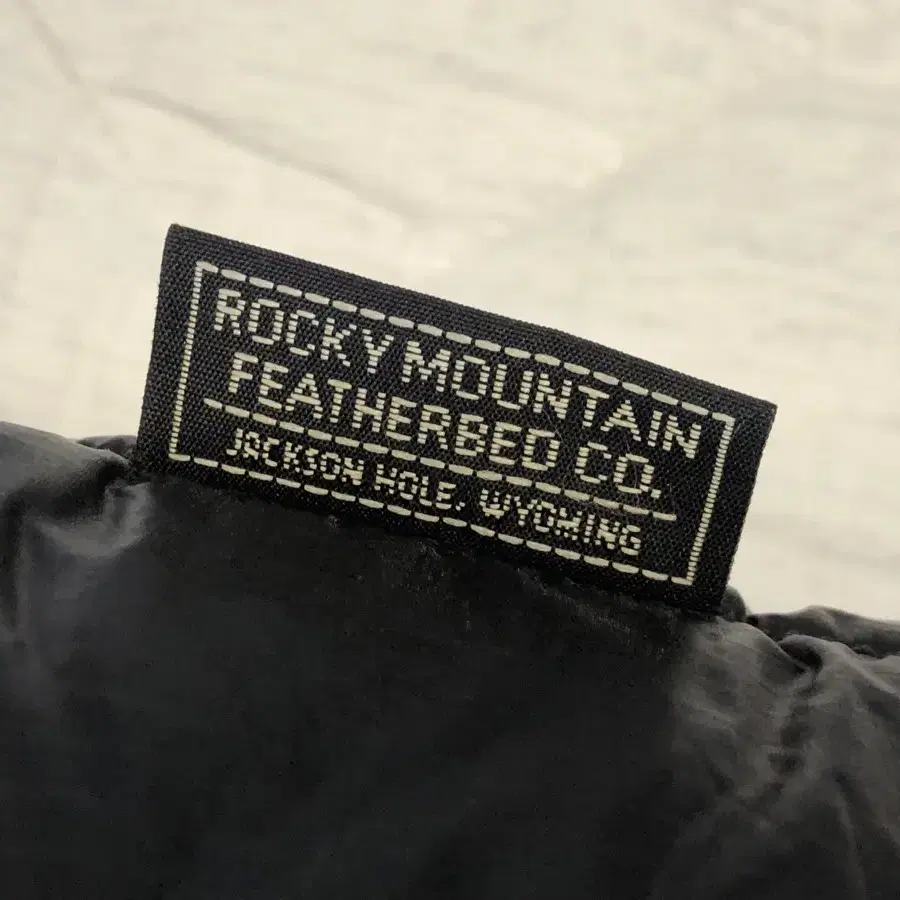 ROCKY MOUNTAIN
FEATHERBED CO.
JACKSON HOLE, WYOMING